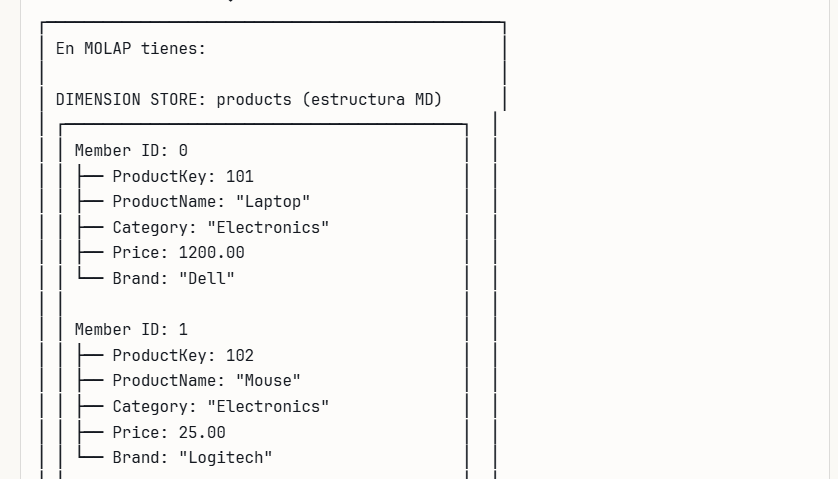 En MOLAP tienes:
DIMENSION STORE: products (estructura MD)
Member ID: 0
├── ProductKey: 101
├── ProductName: "Laptop"
├── Category: "Electronics"
├── Price: 1200.00
└── Brand: "Dell"
Member ID: 1
├── ProductKey: 102
├── ProductName: "Mouse"
├── Category: "Electronics"
├── Price: 25.00
└── Brand: "Logitech"